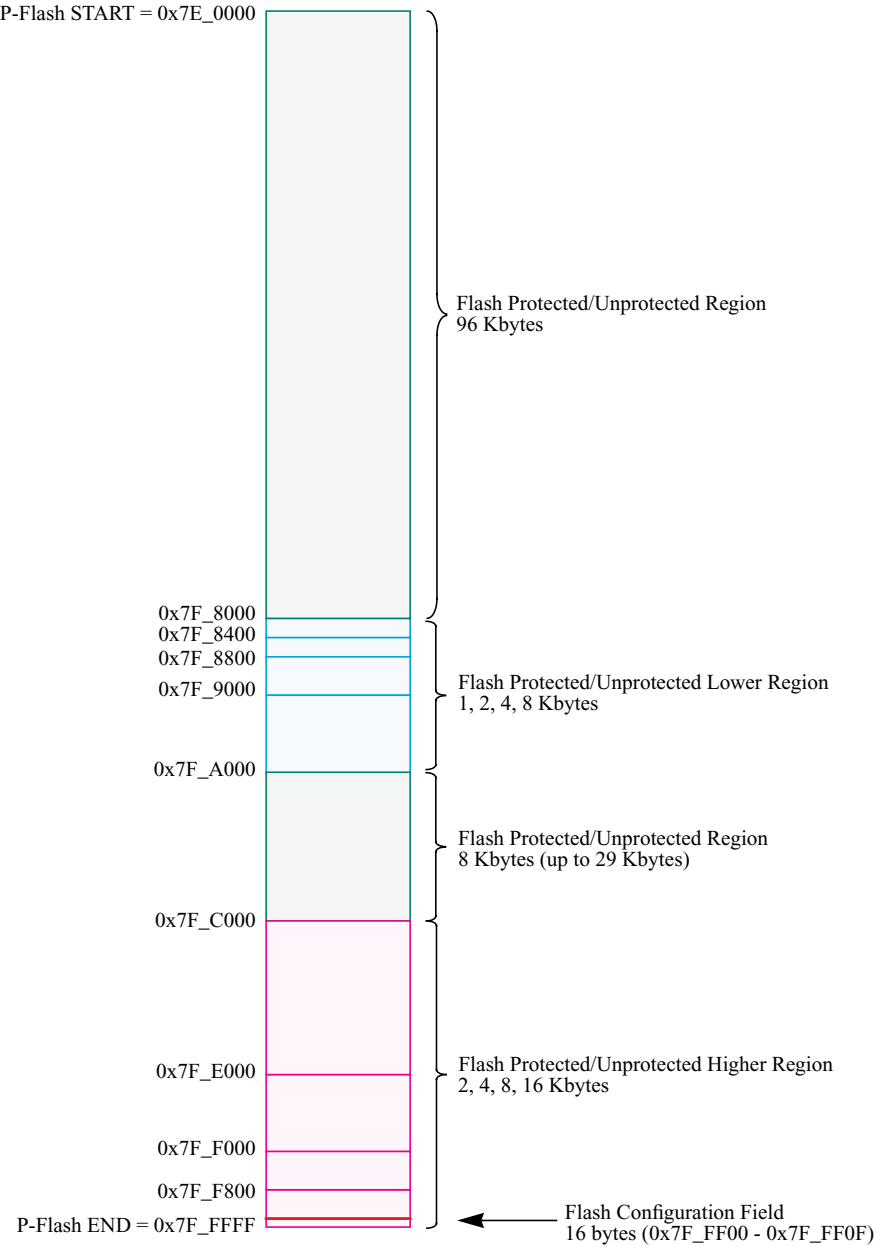 P-Flash START = 0x7E_0000
Flash Protected/Unprotected Region
96 Kbytes
0x7F_8000
0x7F_8400
0x7F_8800
0x7F_9000
Flash Protected/Unprotected Lower Region
1, 2, 4, 8 Kbytes
0x7F_A000
Flash Protected/Unprotected Region
8 Kbytes (up to 29 Kbytes)
0x7F_C000
0x7F_E000
Flash Protected/Unprotected Higher Region
2, 4, 8, 16 Kbytes
0x7F_F000
0x7F_F800
P-Flash END = 0x7F_FFFF
Flash Configuration Field
16 bytes (0x7F_FF00 - 0x7F_FF0F)